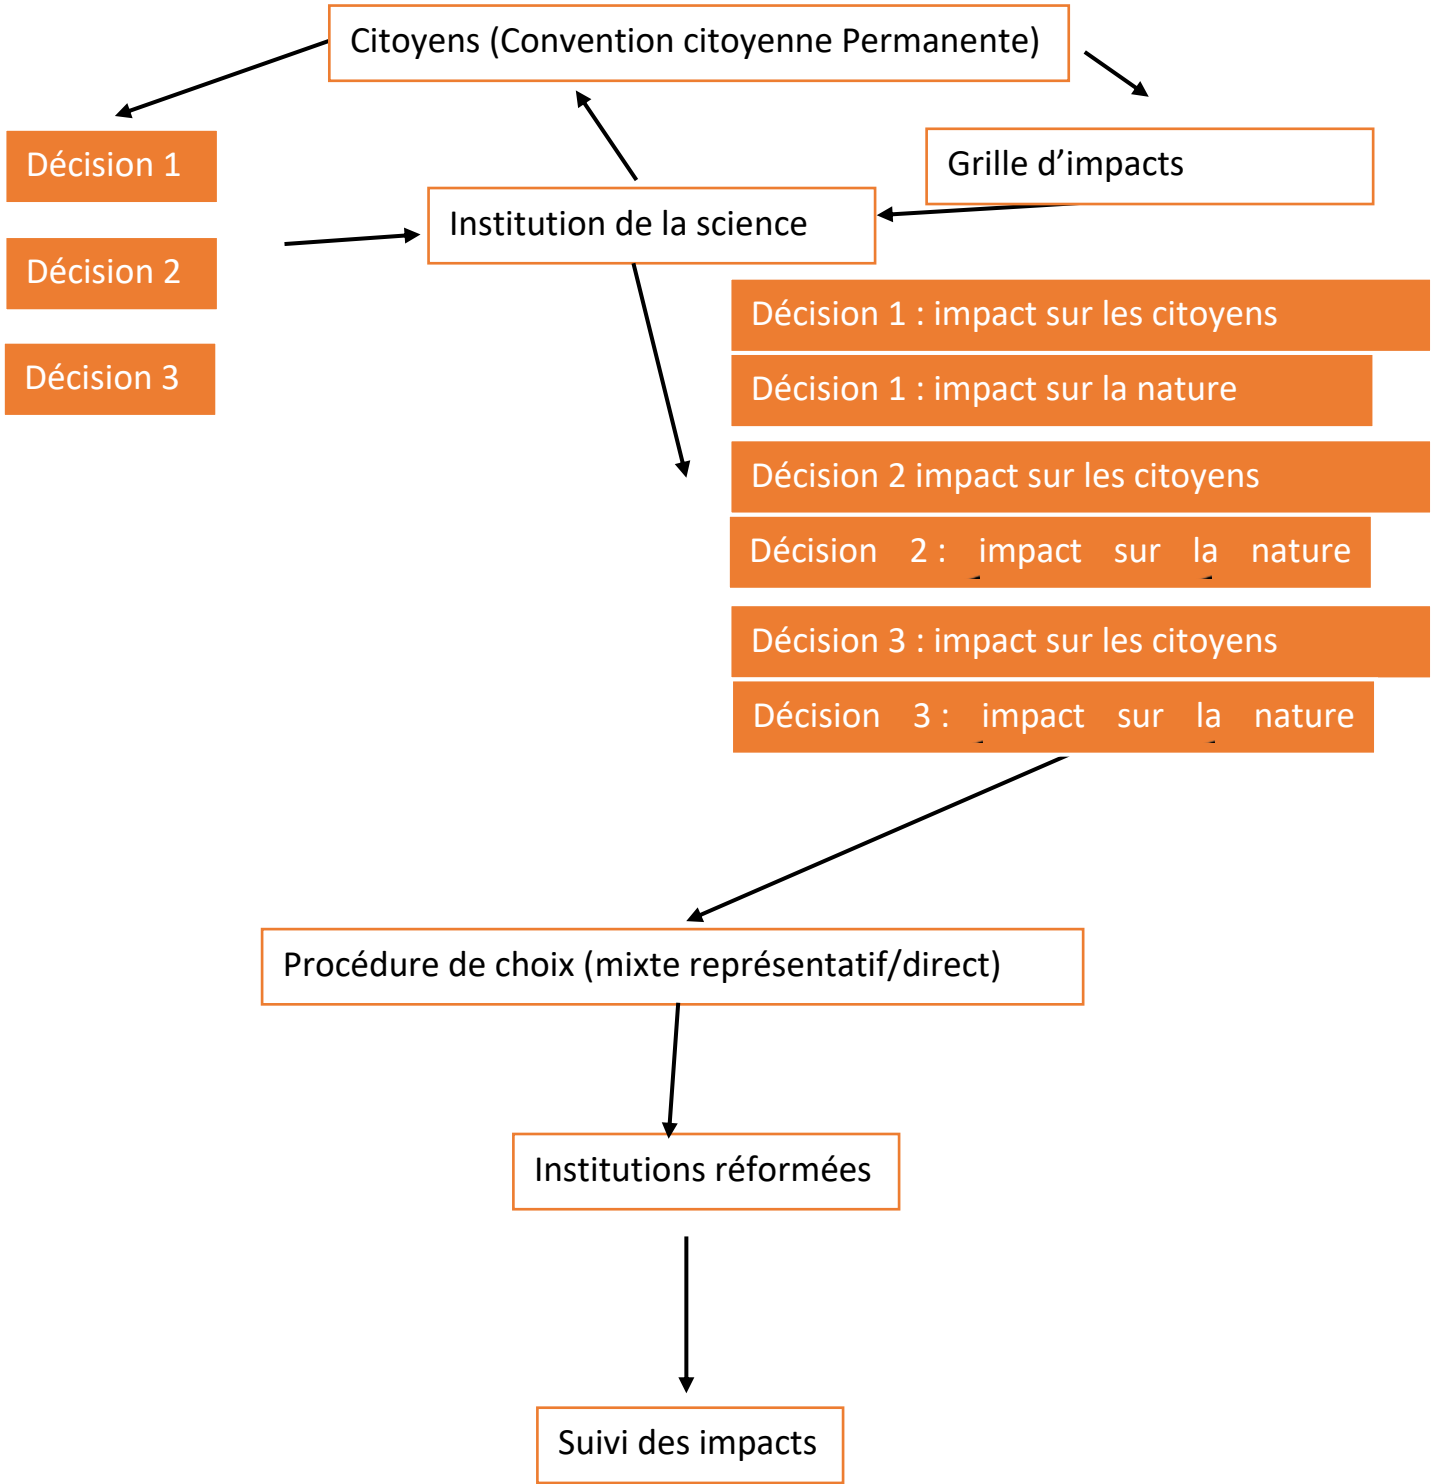 Citoyens (Convention citoyenne Permanente)
Décision 1
Grille d’impacts
Institution de la science
Décision 2
Décision 3
Décision 1 : impact sur les citoyens
Décision 1 : impact sur la nature
Décision 2 impact sur les citoyens
Décision 2 : impact sur la nature
Décision 3 : impact sur les citoyens
Décision 3 : impact sur la nature
Procédure de choix (mixte représentatif/direct)
Institutions réformées
Suivi des impacts